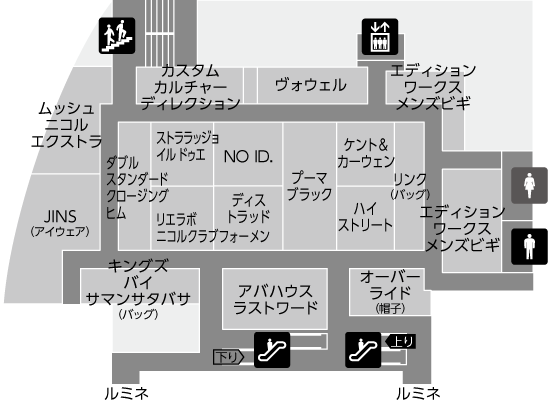 カスタム
カルチャー
ディレクション
ヴォウェル
エディション
ワークス
メンズビギ
ムッシュ
ニコル
エクストラ
ダブル
スタンダード
クロージング
ヒム
ストララッジョ
イルドゥエ
NO ID.
プーマ
ブラック
ケント&
カーウェン
リンク
(バッグ)
リエラボ
ニコルクラブフォーメン
ディス
トラッド
ハイ
ストリート
エディション
ワークス
メンズビギ
JINS
(アイウェア)
キングズ
バイ
サマンサタバサ
(バッグ)
アバハウス
ラストワード
オーバー
ライド
(帽子)
下り
上り
ルミネ
ルミネ